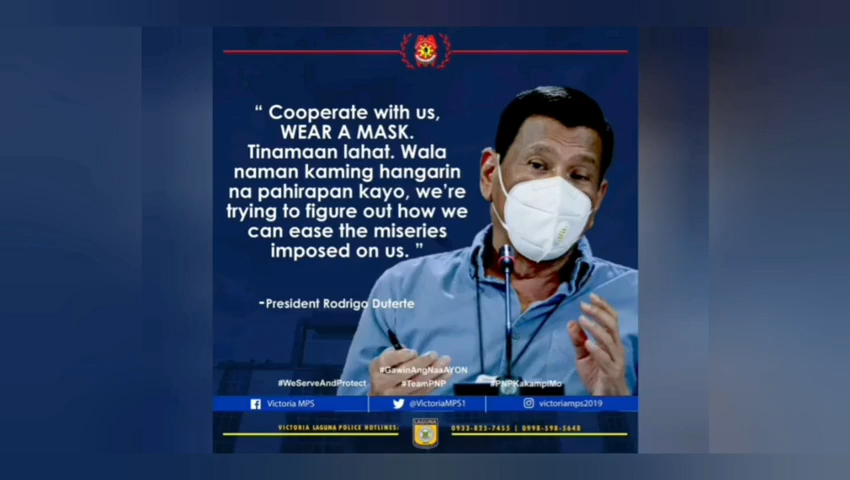 “ Cooperate with us,
WEAR A MASK.
Tinamaan lahat. Wala
naman kaming hangarin
na pahirapan kayo, we’re
trying to figure out how we
can ease the miseries
imposed on us. ”
-President Rodrigo Duterte
#GawinAngNaaAYON
#WeServeAndProtect #TeamPNP #PNPKakampiMo
Victoria MPS @VictoriaMPS1 victoriamps2019
VICTORIA LAGUNA POLICE HOTLINES: LAGUNA 0933-823-7455 | 0998-598-5648